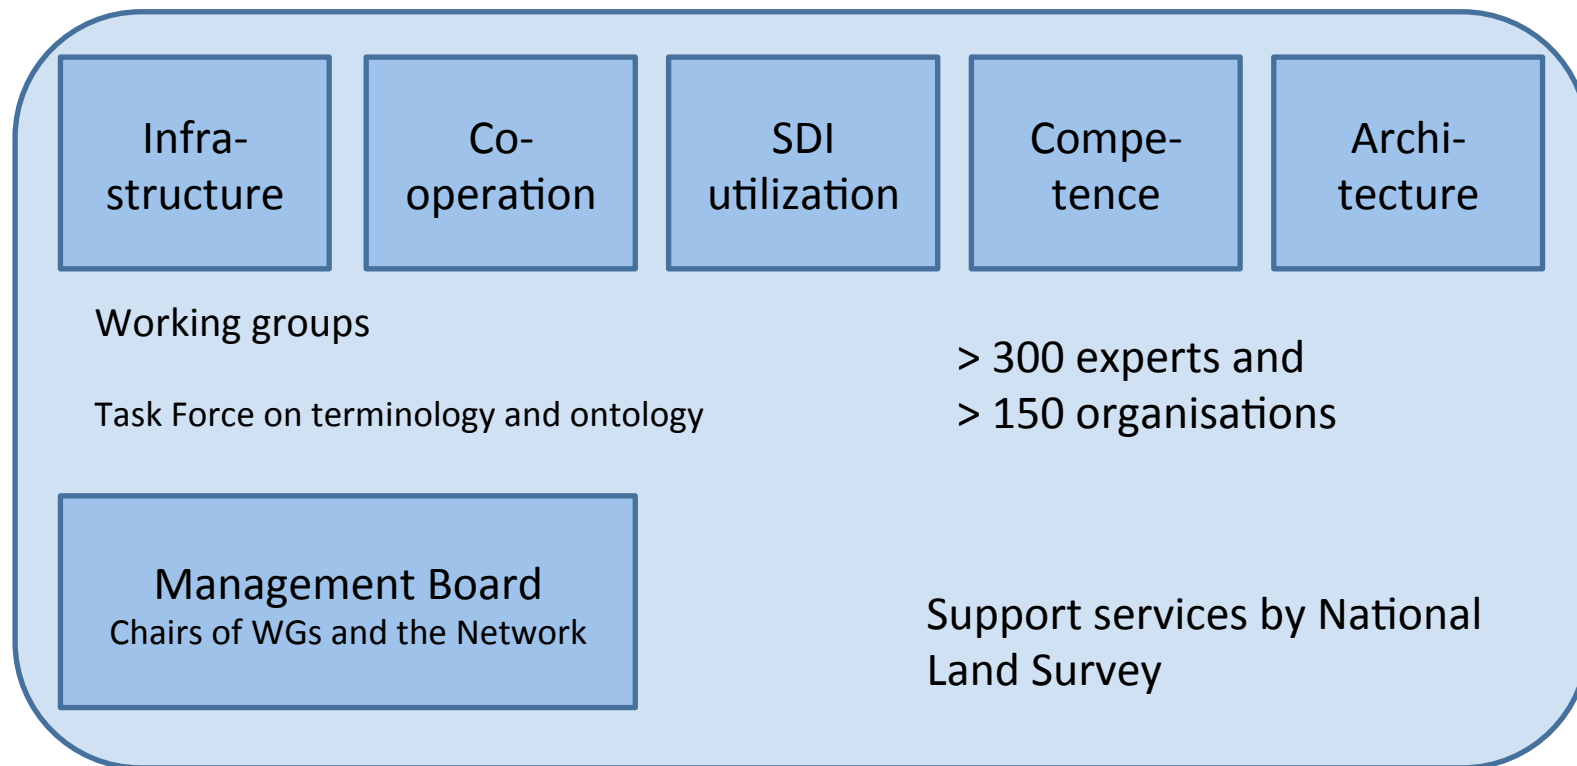 Infra-
structure
Co-
operation
SDI
utilization
Compe-
tence
Archi-
tecture
Working groups
Task Force on terminology and ontology
> 300 experts and
> 150 organisations
Management Board
Chairs of WGs and the Network
Support services by National
Land Survey